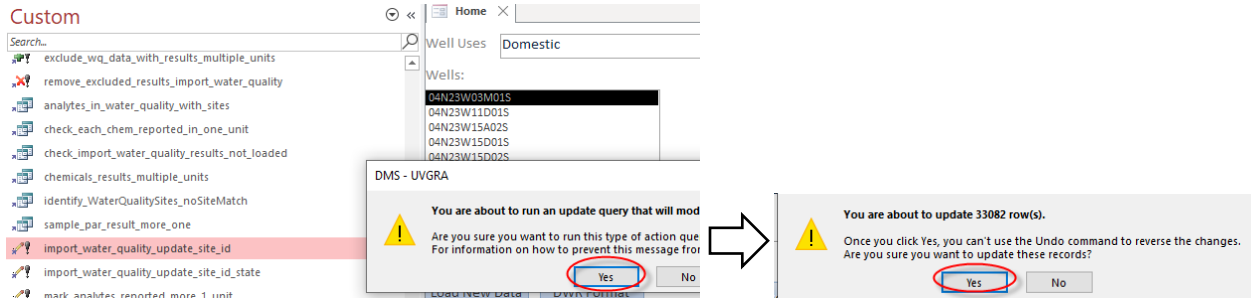 Custom
Search...
exclude_wq_data_with_results_multiple_units
remove_excluded_results_import_water_quality
analytes_in_water_quality_with_sites
check_each_chem_reported_in_one_unit
check_import_water_quality_results_not_loaded
chemicals_results_multiple_units
identify_WaterQualitySites_noSiteMatch
sample_par_result_more_one
import_water_quality_update_site_id
import_water_quality_update_site_id_state
mark_analytes_reported_more_1_unit
Home
Well Uses Domestic
Wells:
04N23W03M01S
04N23W11D01S
04N23W15A02S
04N23W15D01S
04N23W15D02S
DMS - UVGRA
You are about to run an update query that will mod
Are you sure you want to run this type of action que
For information on how to prevent this message from
Yes No
Load New Data DWR Format
You are about to update 33082 row(s).
Once you click Yes, you can't use the Undo command to reverse the changes.
Are you sure you want to update these records?
Yes No